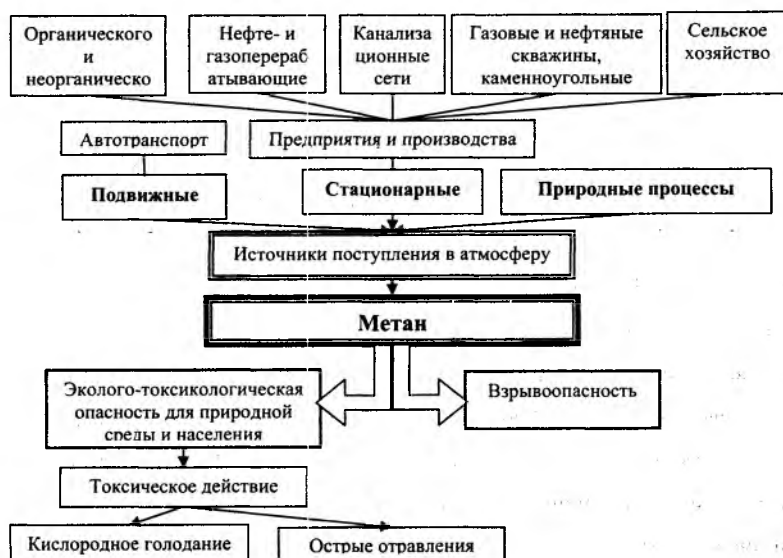 Органического
и
неорганическо
Нефте- и
газоперераб
атывающие
Канализа
ционные
сети
Газовые и нефтяные
скважины,
каменноугольные
Сельское
хозяйство
Автотранспорт
Предприятия и производства
Подвижные
Стационарные
Природные процессы
Источники поступления в атмосферу
Метан
Эколого-токсикологическая
опасность для природной
среды и населения
Взрывоопасность
Токсическое действие
Кислородное голодание
Острые отравления